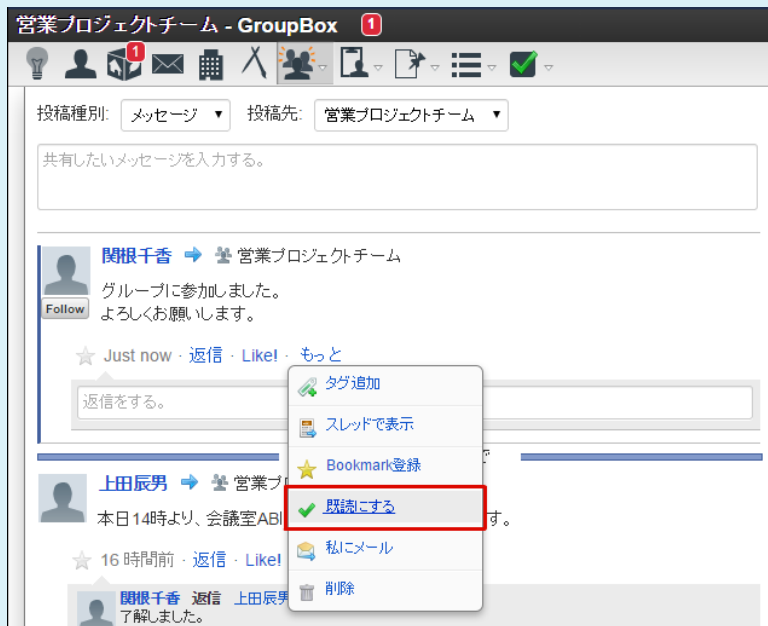 営業プロジェクトチーム - GroupBox 1
1
投稿種別: メッセージ 投稿先: 営業プロジェクトチーム
共有したいメッセージを入力する。
関根千香 営業プロジェクトチーム
グループに参加しました。
Follow よろしくお願いします。
Just now · 返信 · Like! · もっと
返信をする。
タグ追加
スレッドで表示
Bookmark登録
既読にする
私にメール
削除
で
上田辰男 営業プ
本日14時より、会議室AB す。
16 時間前 · 返信 · Like!
関根千香 返信 上田辰男
了解しました。